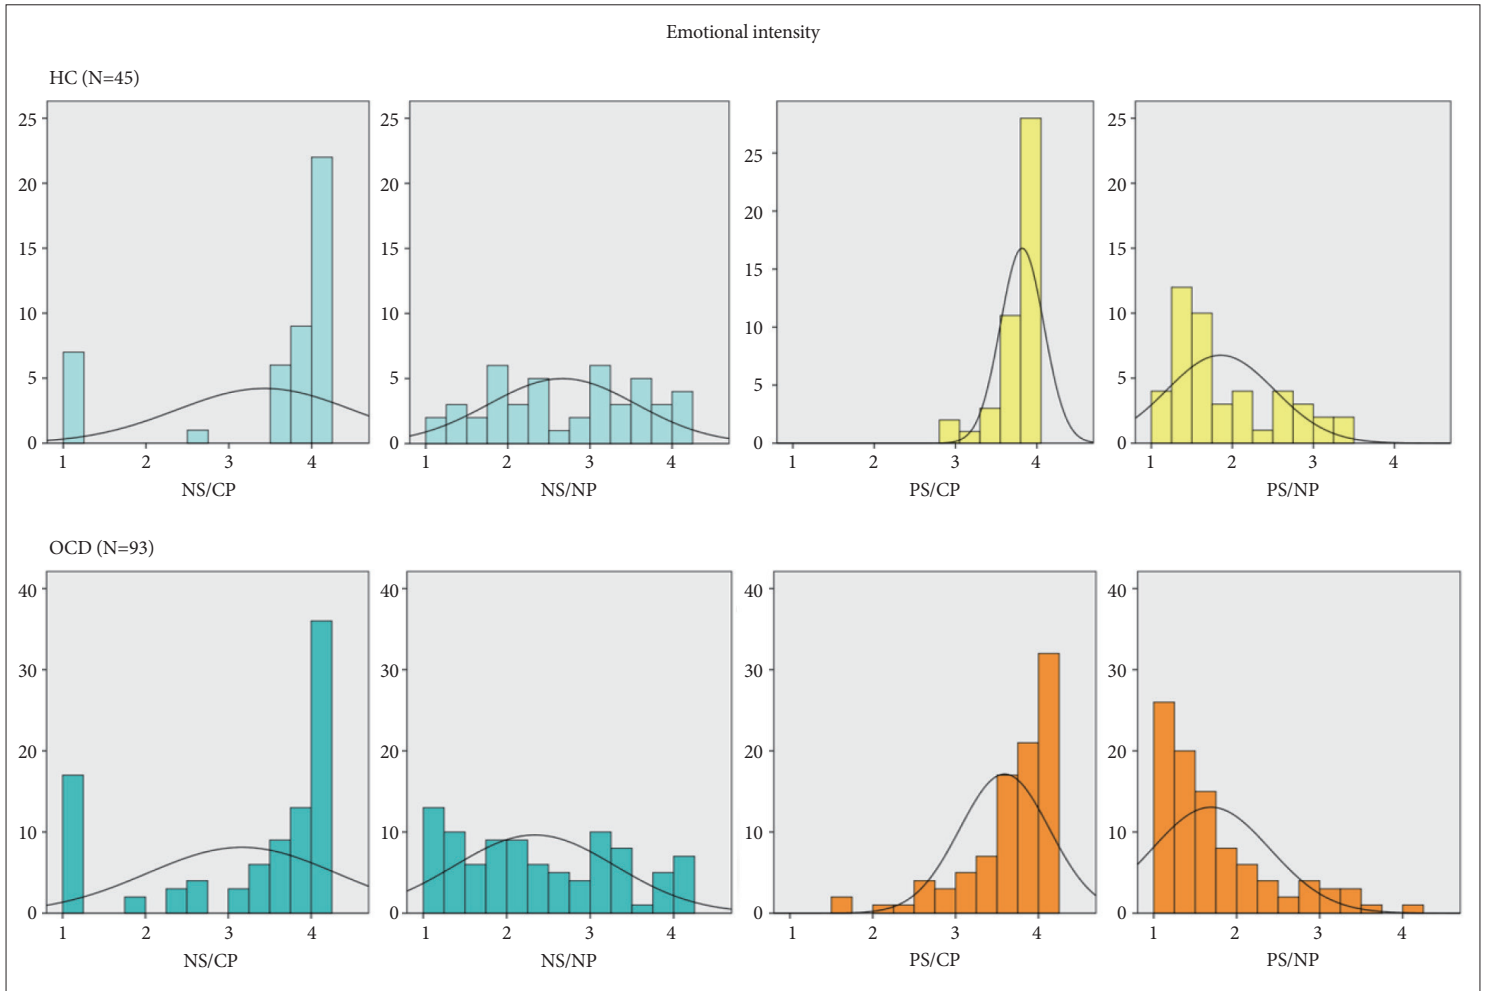 Emotional intensity
HC (N=45)
25 25 25 25
20 20 20 20
15 15 15 15
10 10 10 10
5 5 5 5
0 0 0 0
1 2 3 4 1 2 3 4 1 2 3 4 1 2 3 4
NS/CP NS/NP PS/CP PS/NP
OCD (N=93)
40 40 40 40
30 30 30 30
20 20 20 20
10 10 10 10
0 0 0 0
1 2 3 4 1 2 3 4 1 2 3 4 1 2 3 4
NS/CP NS/NP PS/CP PS/NP